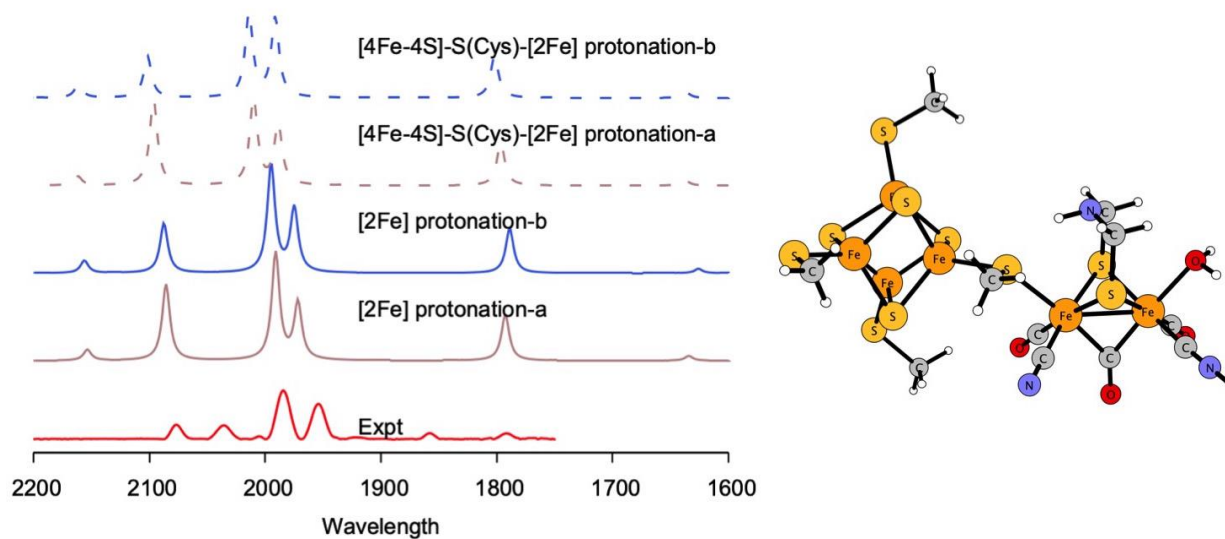 [4Fe-4S]-S(Cys)-[2Fe] protonation-b
[4Fe-4S]-S(Cys)-[2Fe] protonation-a
[2Fe] protonation-b
[2Fe] protonation-a
Expt
2200 2100 2000 1900 1800 1700 1600
Wavelength
C
S
S
N C
C
S S
S Fe Fe S S O
C Fe C S
S Fe Fe
S
C C O
O C C C
C N N
O